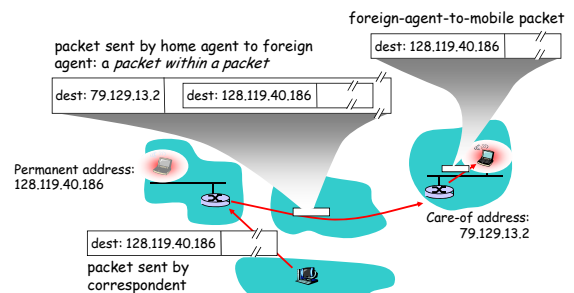 foreign-agent-to-mobile packet
dest: 128.119.40.186
packet sent by home agent to foreign
agent: a packet within a packet
dest: 79.129.13.2
dest: 128.119.40.186
Permanent address:
128.119.40.186
Care-of address:
79.129.13.2
dest: 128.119.40.186
packet sent by
correspondent